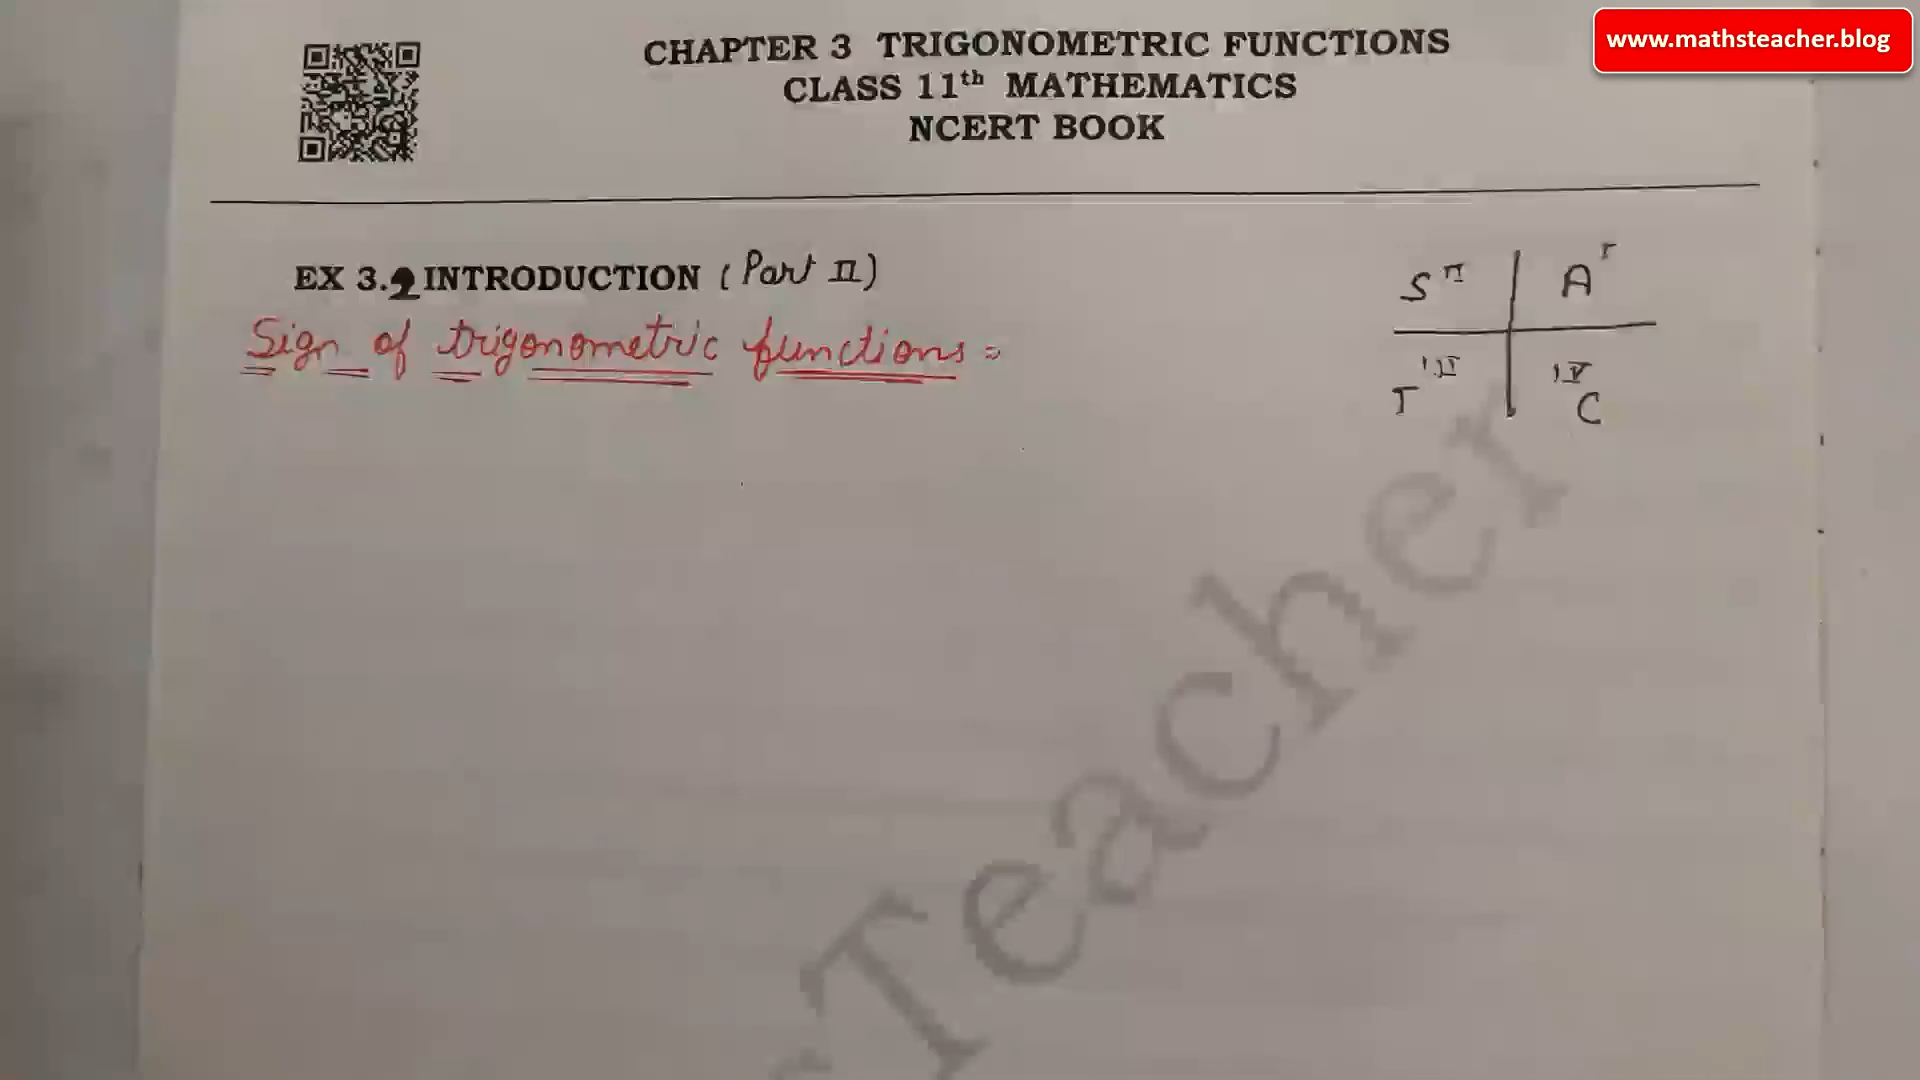 www.mathsteacher.blog
CHAPTER 3 TRIGONOMETRIC FUNCTIONS
CLASS 11th MATHEMATICS
NCERT BOOK
EX 3.2 INTRODUCTION (Part II)
Sign of trigonometric functions =
S II A I
T III IV C
Teacher